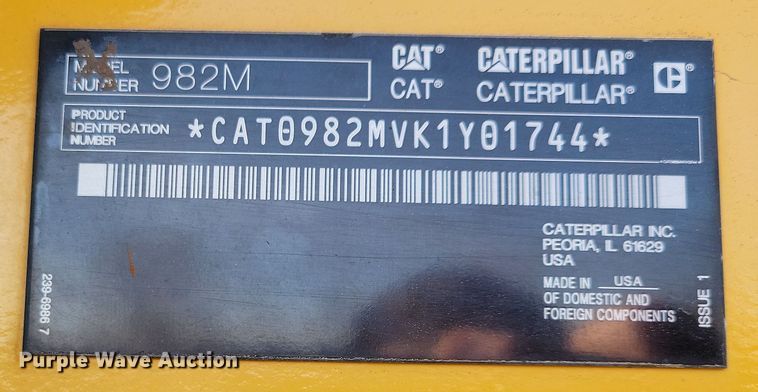 MODEL NUMBER 982M
CAT® CATERPILLAR® C®
CAT® CATERPILLAR®
PRODUCT
IDENTIFICATION
NUMBER
*CAT0982MVK1Y01744*
CATERPILLAR INC.
PEORIA, IL 61629
USA
MADE IN USA
OF DOMESTIC AND
FOREIGN COMPONENTS
239-6986 7
ISSUE 1
Purple Wave Auction